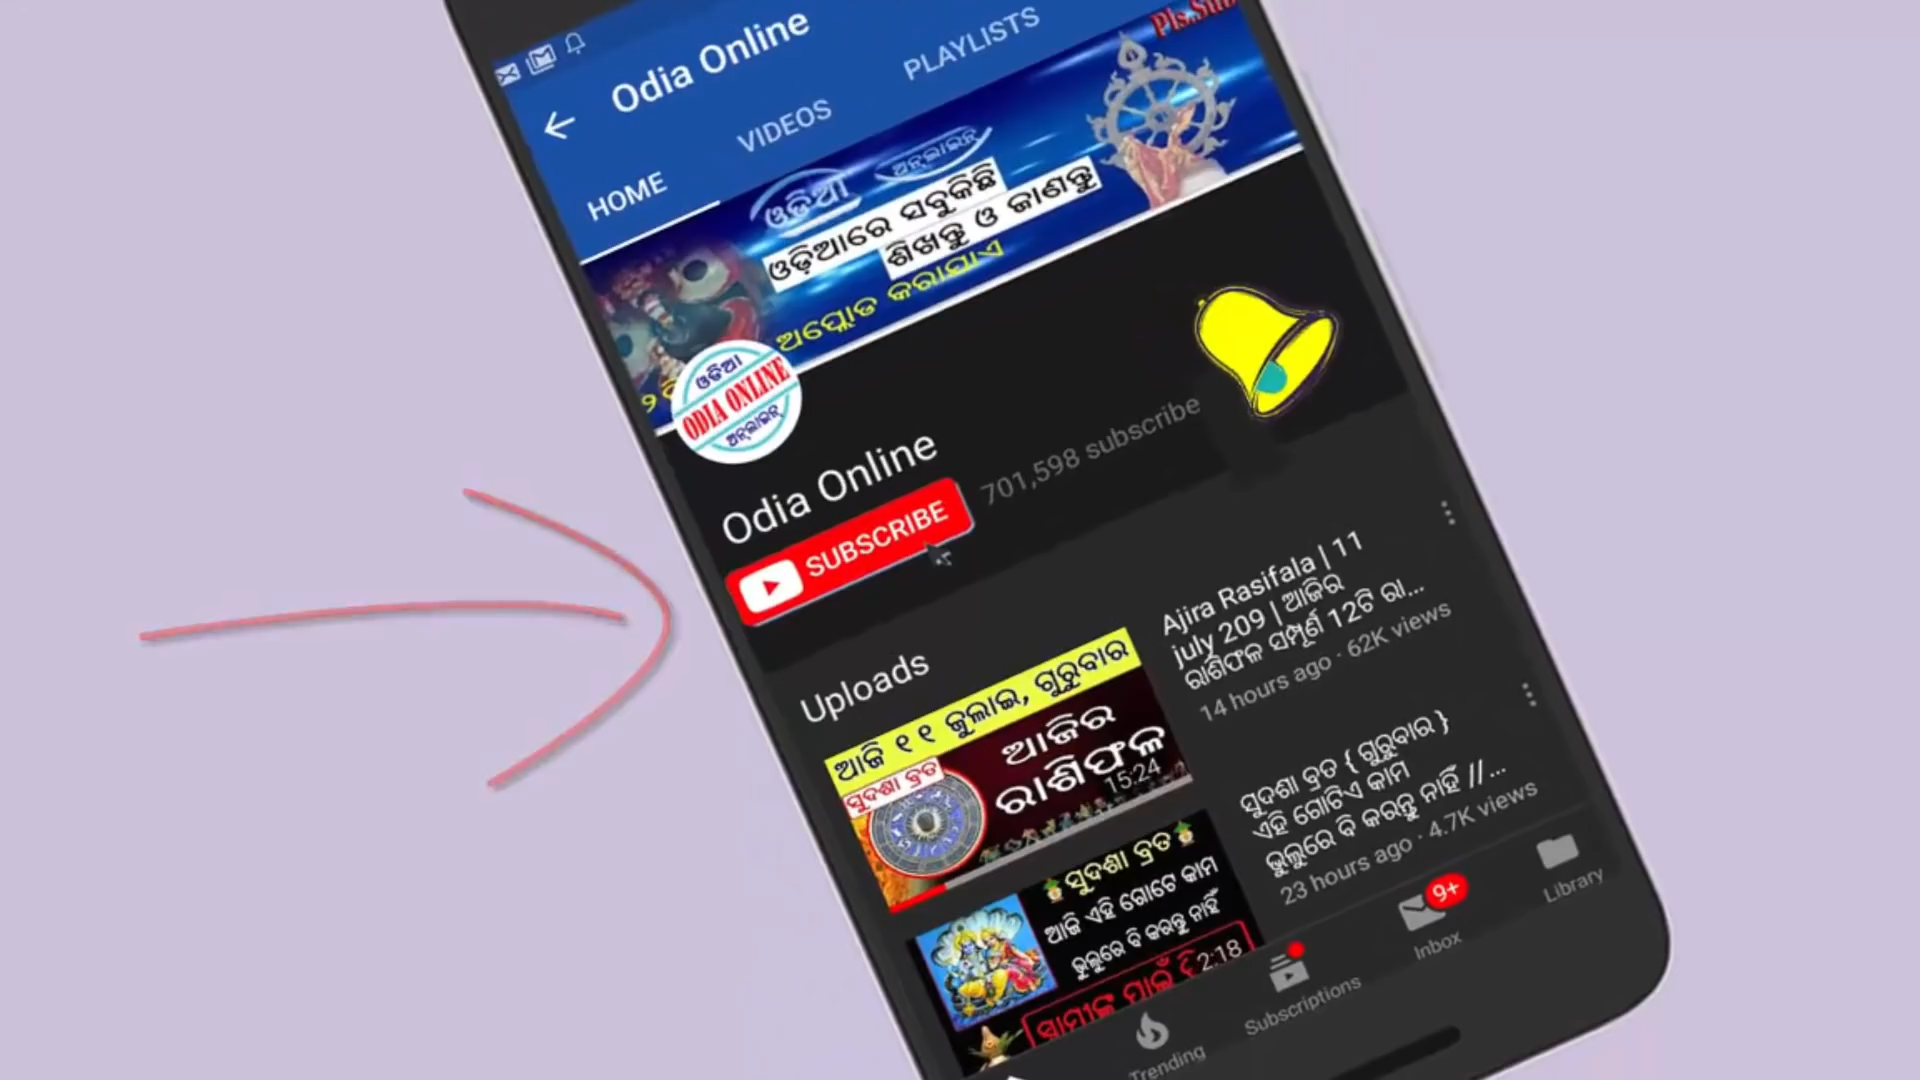 Odia Online
HOME
VIDEOS
PLAYLISTS
Pls.Sub
ଓଡିଆ
ଅନ୍‌ଲାଇନ୍
ଓଡ଼ିଆରେ ସବୁକିଛି
ଶିଖନ୍ତୁ ଓ ଜାଣନ୍ତୁ
ଅପ୍ଲୋଡ କରାଯାଏ
ଓଡିଆ
ODIA ONLINE
ଅନ୍‌ଲାଇନ୍
Odia Online
SUBSCRIBE
701,598 subscribe
Uploads
ଆଜି ୧୧ ଜୁଲାଇ, ଗୁରୁବାର
ସୁଦଶା ବ୍ରତ
ଆଜିର
ରାଶିଫଳ
15:24
Ajira Rasifala | 11
july 209 | ଆଜିର
ରାଶିଫଳ ସମ୍ପୂର୍ଣ 12ଟି ରା...
14 hours ago · 62K views
ସୁଦଶା ବ୍ରତ
ଆଜି ଏହି ଗୋଟେ କାମ
ଭୁଲରେ ବି କରନ୍ତୁ ନାହିଁ
ସ୍ୱାମୀଙ୍କ ପାଇଁ
2:18
ସୁଦଶା ବ୍ରତ { ଗୁରୁବାର }
ଏହି ଗୋଟିଏ କାମ
ଭୁଲରେ ବି କରନ୍ତୁ ନାହିଁ //...
23 hours ago · 4.7K views
Trending
Subscriptions
9+
Inbox
Library